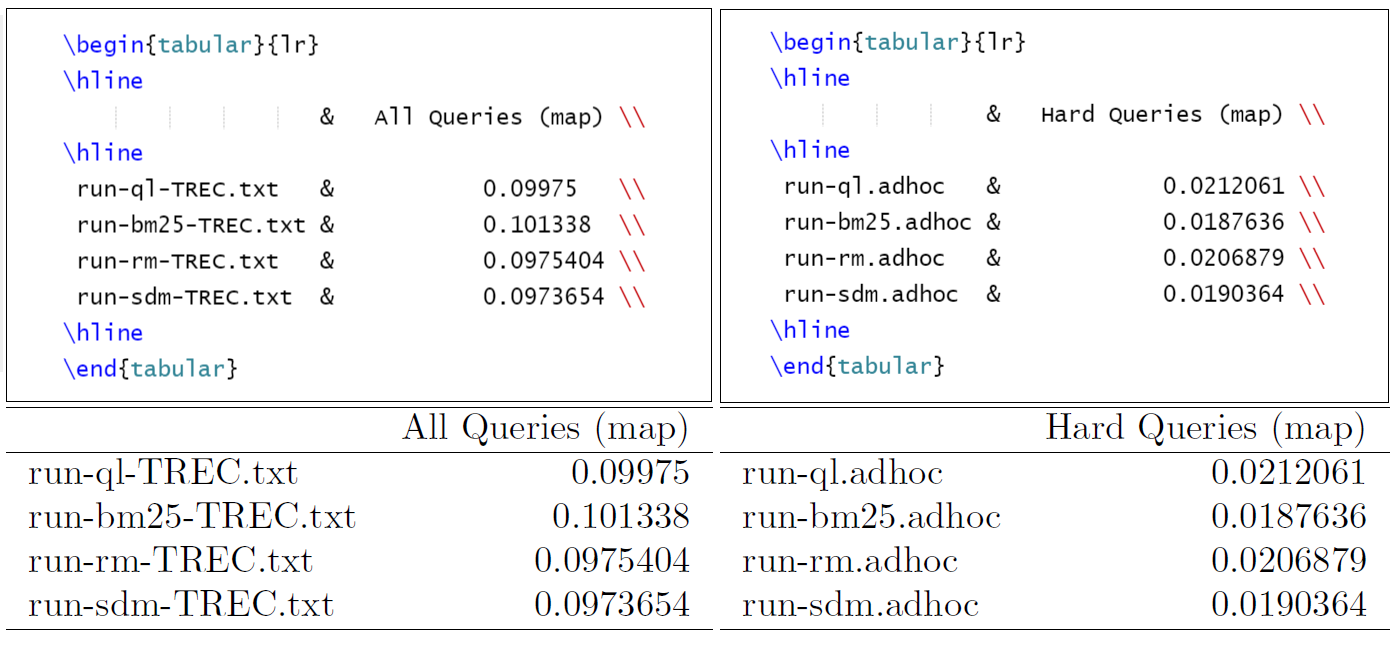 \begin{tabular}{lr}
\hline
& All Queries (map) \\
\hline
run-ql-TREC.txt & 0.09975 \\
run-bm25-TREC.txt & 0.101338 \\
run-rm-TREC.txt & 0.0975404 \\
run-sdm-TREC.txt & 0.0973654 \\
\hline
\end{tabular}
\begin{tabular}{lr}
\hline
& Hard Queries (map) \\
\hline
run-ql.adhoc & 0.0212061 \\
run-bm25.adhoc & 0.0187636 \\
run-rm.adhoc & 0.0206879 \\
run-sdm.adhoc & 0.0190364 \\
\hline
\end{tabular}
All Queries (map)
run-ql-TREC.txt 0.09975
run-bm25-TREC.txt 0.101338
run-rm-TREC.txt 0.0975404
run-sdm-TREC.txt 0.0973654
Hard Queries (map)
run-ql.adhoc 0.0212061
run-bm25.adhoc 0.0187636
run-rm.adhoc 0.0206879
run-sdm.adhoc 0.0190364